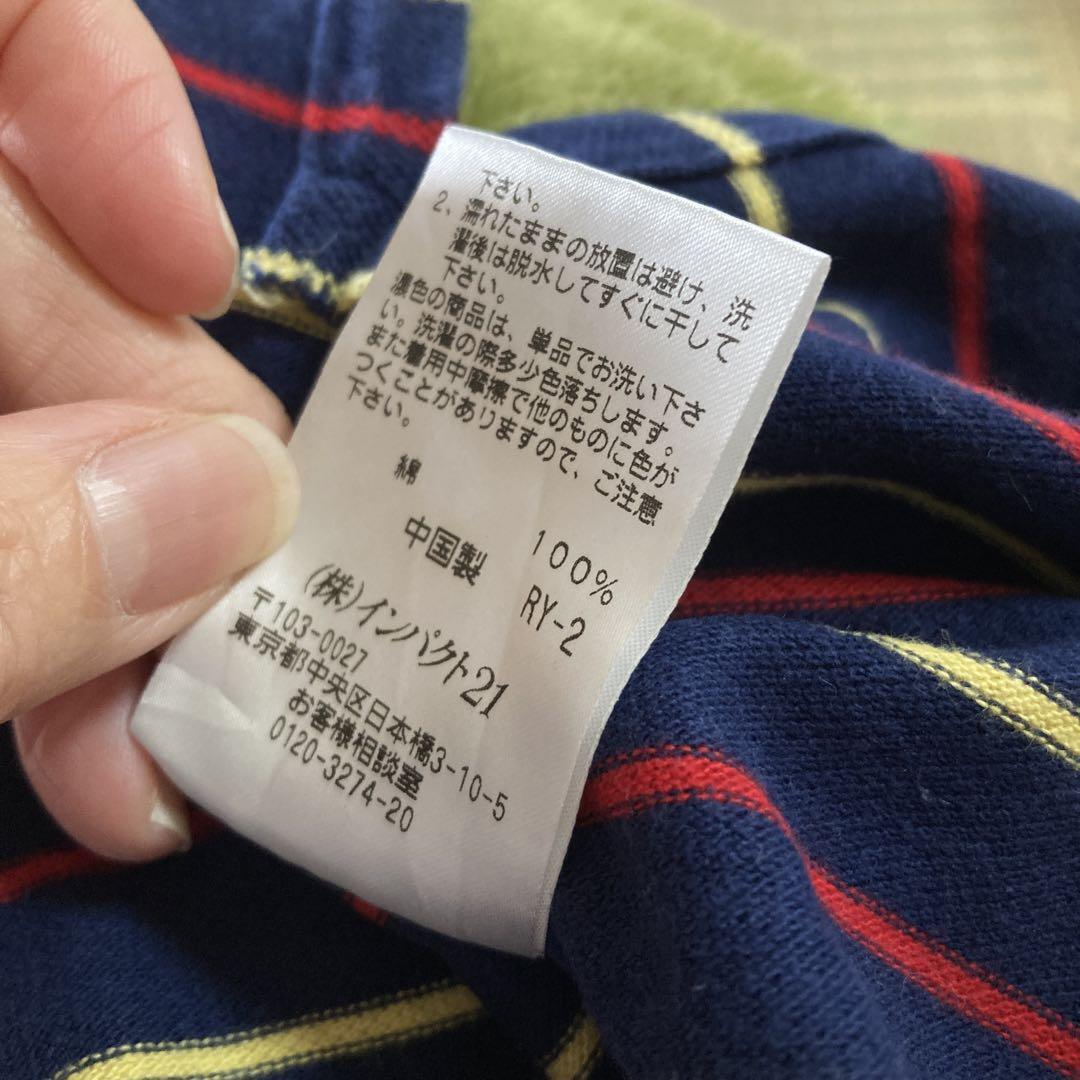 下さい。
2、濡れたままの放置は避け、洗
濯後は脱水してすぐに干して
下さい。
濃色の商品は、単品でお洗い下さ
い。洗濯の際多少色落ちします。
また着用中摩擦で他のものに色が
つくことがありますので、ご注意
下さい。
綿 100%
中国製 RY-2
(株)インパクト21
〒103-0027
東京都中央区日本橋3-10-5
お客様相談室
0120-3274-20